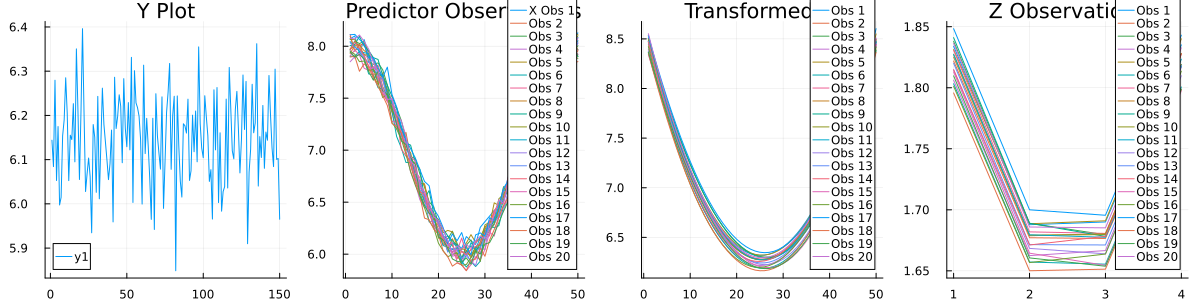 Y Plot
6.4
6.3
6.2
6.1
6.0
5.9
0 50 100 150
y1
Predictor Obser s
8.0
7.5
7.0
6.5
6.0
0 10 20 30 40 50
X Obs 1
Obs 2
Obs 3
Obs 4
Obs 5
Obs 6
Obs 7
Obs 8
Obs 9
Obs 10
Obs 11
Obs 12
Obs 13
Obs 14
Obs 15
Obs 16
Obs 17
Obs 18
Obs 19
Obs 20
Transformed
8.5
8.0
7.5
7.0
6.5
0 10 20 30 40 50
Obs 1
Obs 2
Obs 3
Obs 4
Obs 5
Obs 6
Obs 7
Obs 8
Obs 9
Obs 10
Obs 11
Obs 12
Obs 13
Obs 14
Obs 15
Obs 16
Obs 17
Obs 18
Obs 19
Obs 20
Z Observatio
1.85
1.80
1.75
1.70
1.65
1 2 3 4
Obs 1
Obs 2
Obs 3
Obs 4
Obs 5
Obs 6
Obs 7
Obs 8
Obs 9
Obs 10
Obs 11
Obs 12
Obs 13
Obs 14
Obs 15
Obs 16
Obs 17
Obs 18
Obs 19
Obs 20